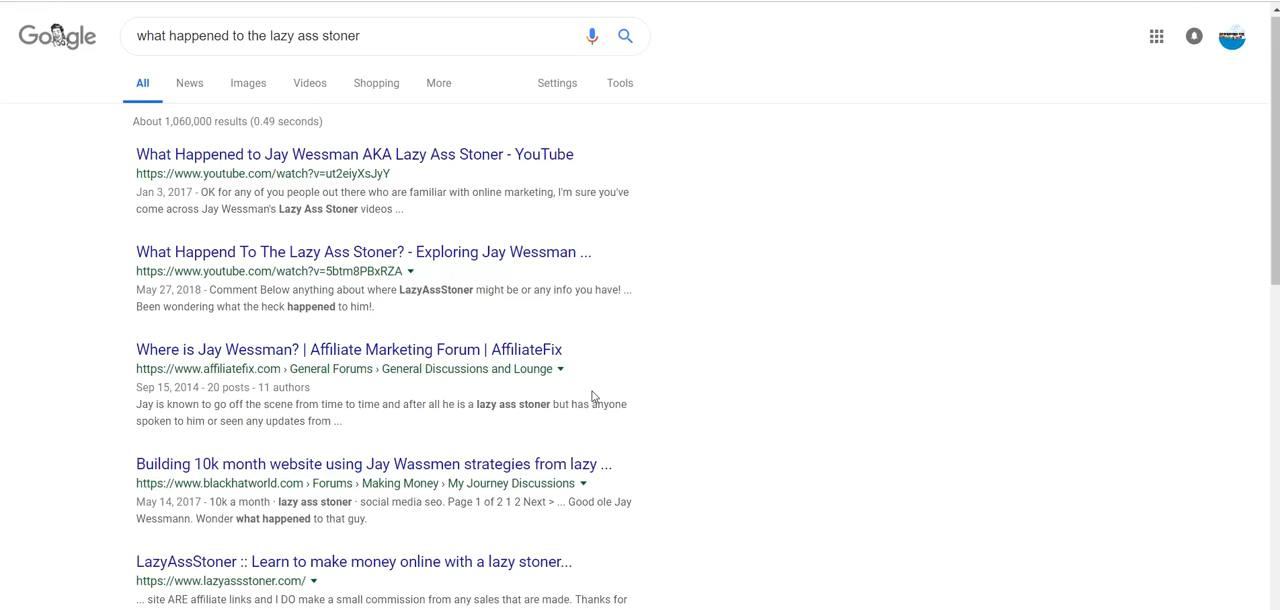 Google
what happened to the lazy ass stoner
All News Images Videos Shopping More Settings Tools
About 1,060,000 results (0.49 seconds)
What Happened to Jay Wessman AKA Lazy Ass Stoner - YouTube
https://www.youtube.com/watch?v=ut2eiyXsJyY
Jan 3, 2017 - OK for any of you people out there who are familiar with online marketing, I'm sure you've
come across Jay Wessman's Lazy Ass Stoner videos ...
What Happend To The Lazy Ass Stoner? - Exploring Jay Wessman ...
https://www.youtube.com/watch?v=5btm8PBxRZA
May 27, 2018 - Comment Below anything about where LazyAssStoner might be or any info you have! ...
Been wondering what the heck happened to him!.
Where is Jay Wessman? | Affiliate Marketing Forum | AffiliateFix
https://www.affiliatefix.com › General Forums › General Discussions and Lounge
Sep 15, 2014 - 20 posts - 11 authors
Jay is known to go off the scene from time to time and after all he is a lazy ass stoner but has anyone
spoken to him or seen any updates from ...
Building 10k month website using Jay Wassmen strategies from lazy ...
https://www.blackhatworld.com › Forums › Making Money › My Journey Discussions
May 14, 2017 - 10k a month · lazy ass stoner · social media seo. Page 1 of 2 1 2 Next > ... Good ole Jay
Wessmann. Wonder what happened to that guy.
LazyAssStoner :: Learn to make money online with a lazy stoner...
https://www.lazyassstoner.com/
... site ARE affiliate links and I DO make a small commission from any sales that are made. Thanks for